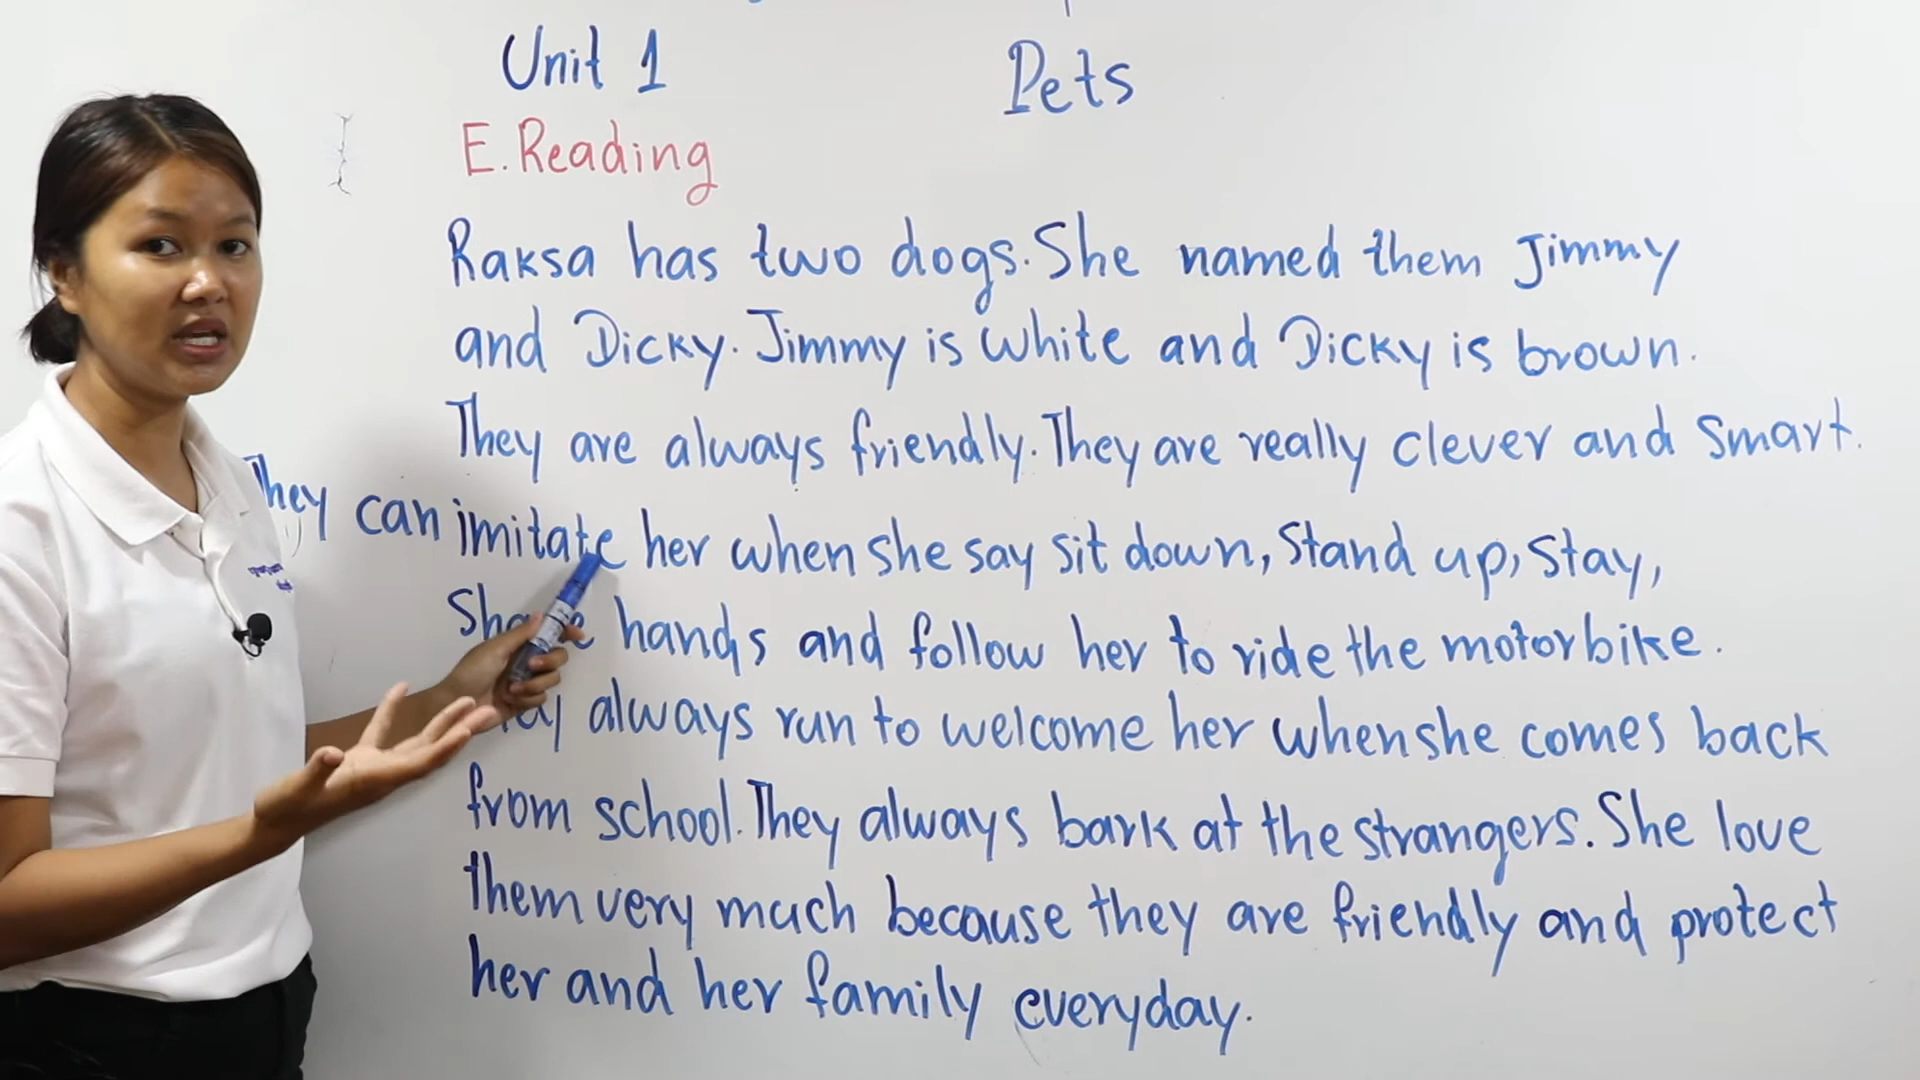 Unit 1 Pets
E. Reading
Raksa has two dogs. She named them Jimmy
and Dicky. Jimmy is white and Dicky is brown.
They are always friendly. They are really clever and smart.
They can imitate her when she say sit down, stand up, stay,
hands and follow her to ride the motorbike.
always run to welcome her when she comes back
from school. They always bark at the strangers. She love
them very much because they are friendly and protect
her and her family everyday.